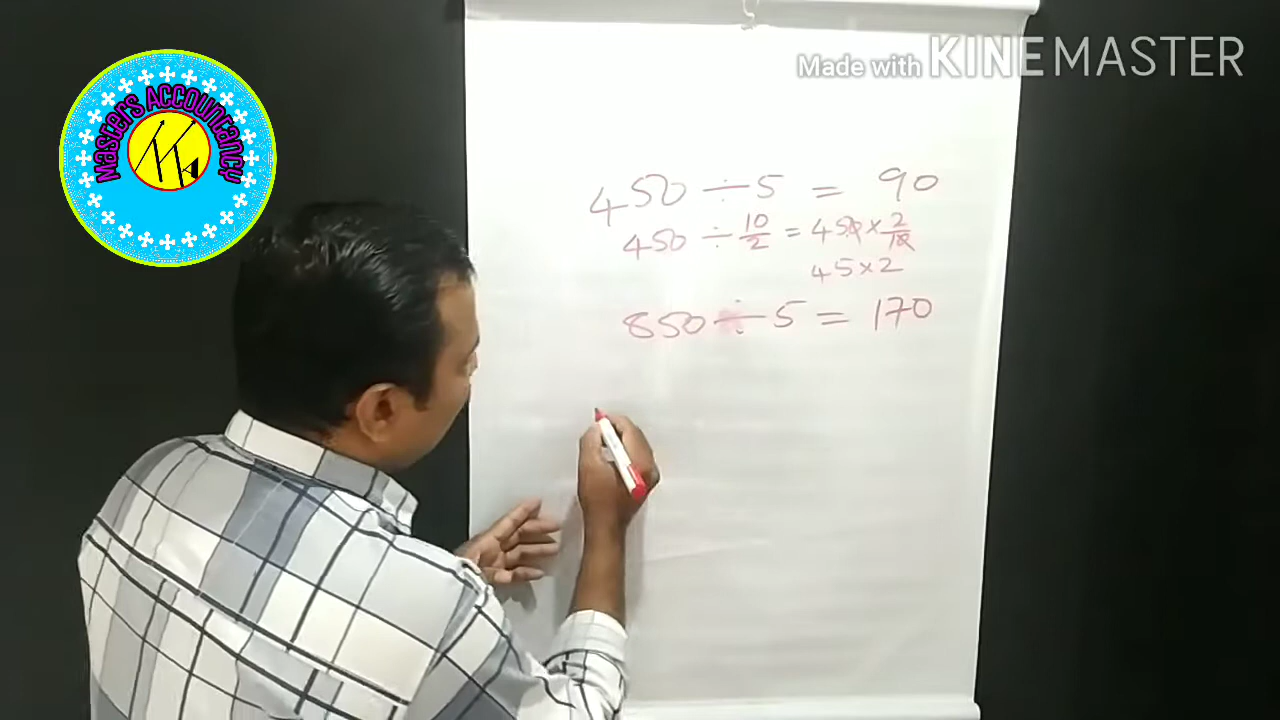 Made with KINEMASTER
Masters ACCOUNTANCY
MA
450 ÷ 5 = 90
450 ÷ 10/2 = 450 × 2/10
45 × 2
850 ÷ 5 = 170